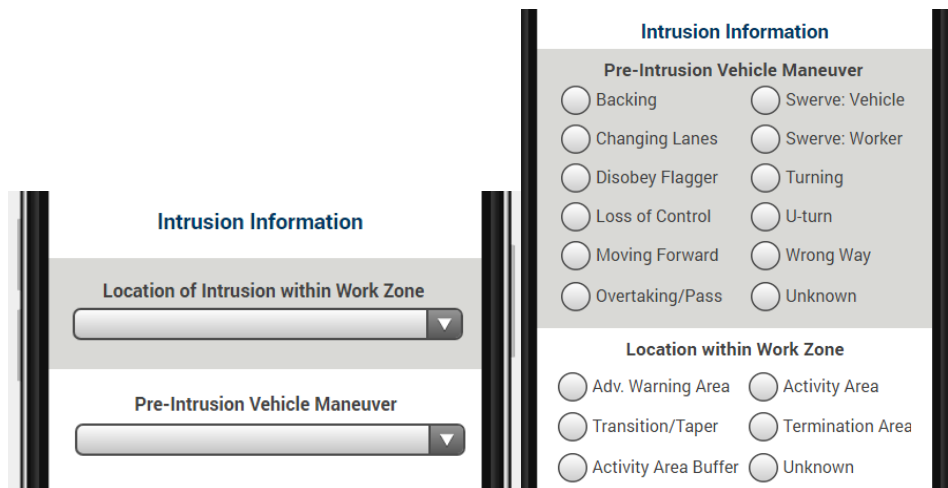 Intrusion Information
Location of Intrusion within Work Zone
Pre-Intrusion Vehicle Maneuver
Intrusion Information
Pre-Intrusion Vehicle Maneuver
Backing Swerve: Vehicle
Changing Lanes Swerve: Worker
Disobey Flagger Turning
Loss of Control U-turn
Moving Forward Wrong Way
Overtaking/Pass Unknown
Location within Work Zone
Adv. Warning Area Activity Area
Transition/Taper Termination Area
Activity Area Buffer Unknown